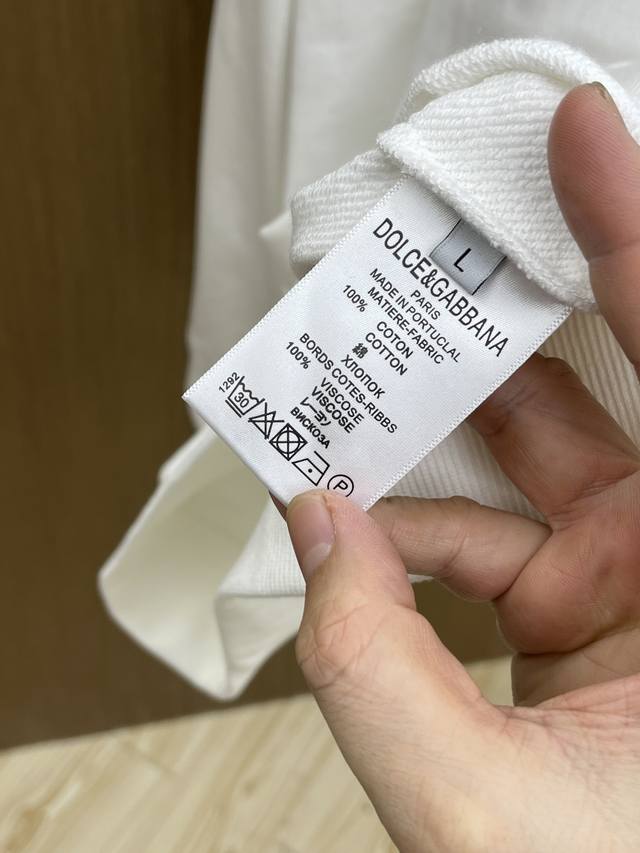 L
DOLCE&GABBANA
PARIS
MADE IN PORTUCLAL
MATIERE-FABRIC
100% COTON
COTTON
綿
ХЛОПОК
BORDS COTES-RIBBS
100% VISCOSE
VISCOSE
レーヨン
ВИСКОЗА
1292
30
P